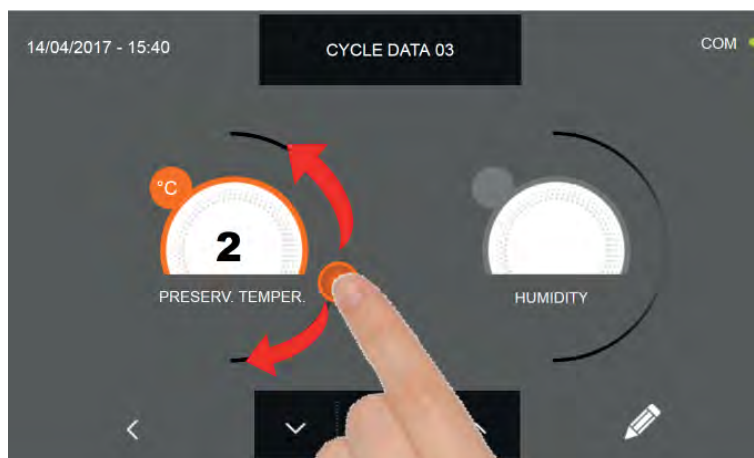 14/04/2017 - 15:40
CYCLE DATA 03
COM
°C
2
PRESERV. TEMPER.
HUMIDITY